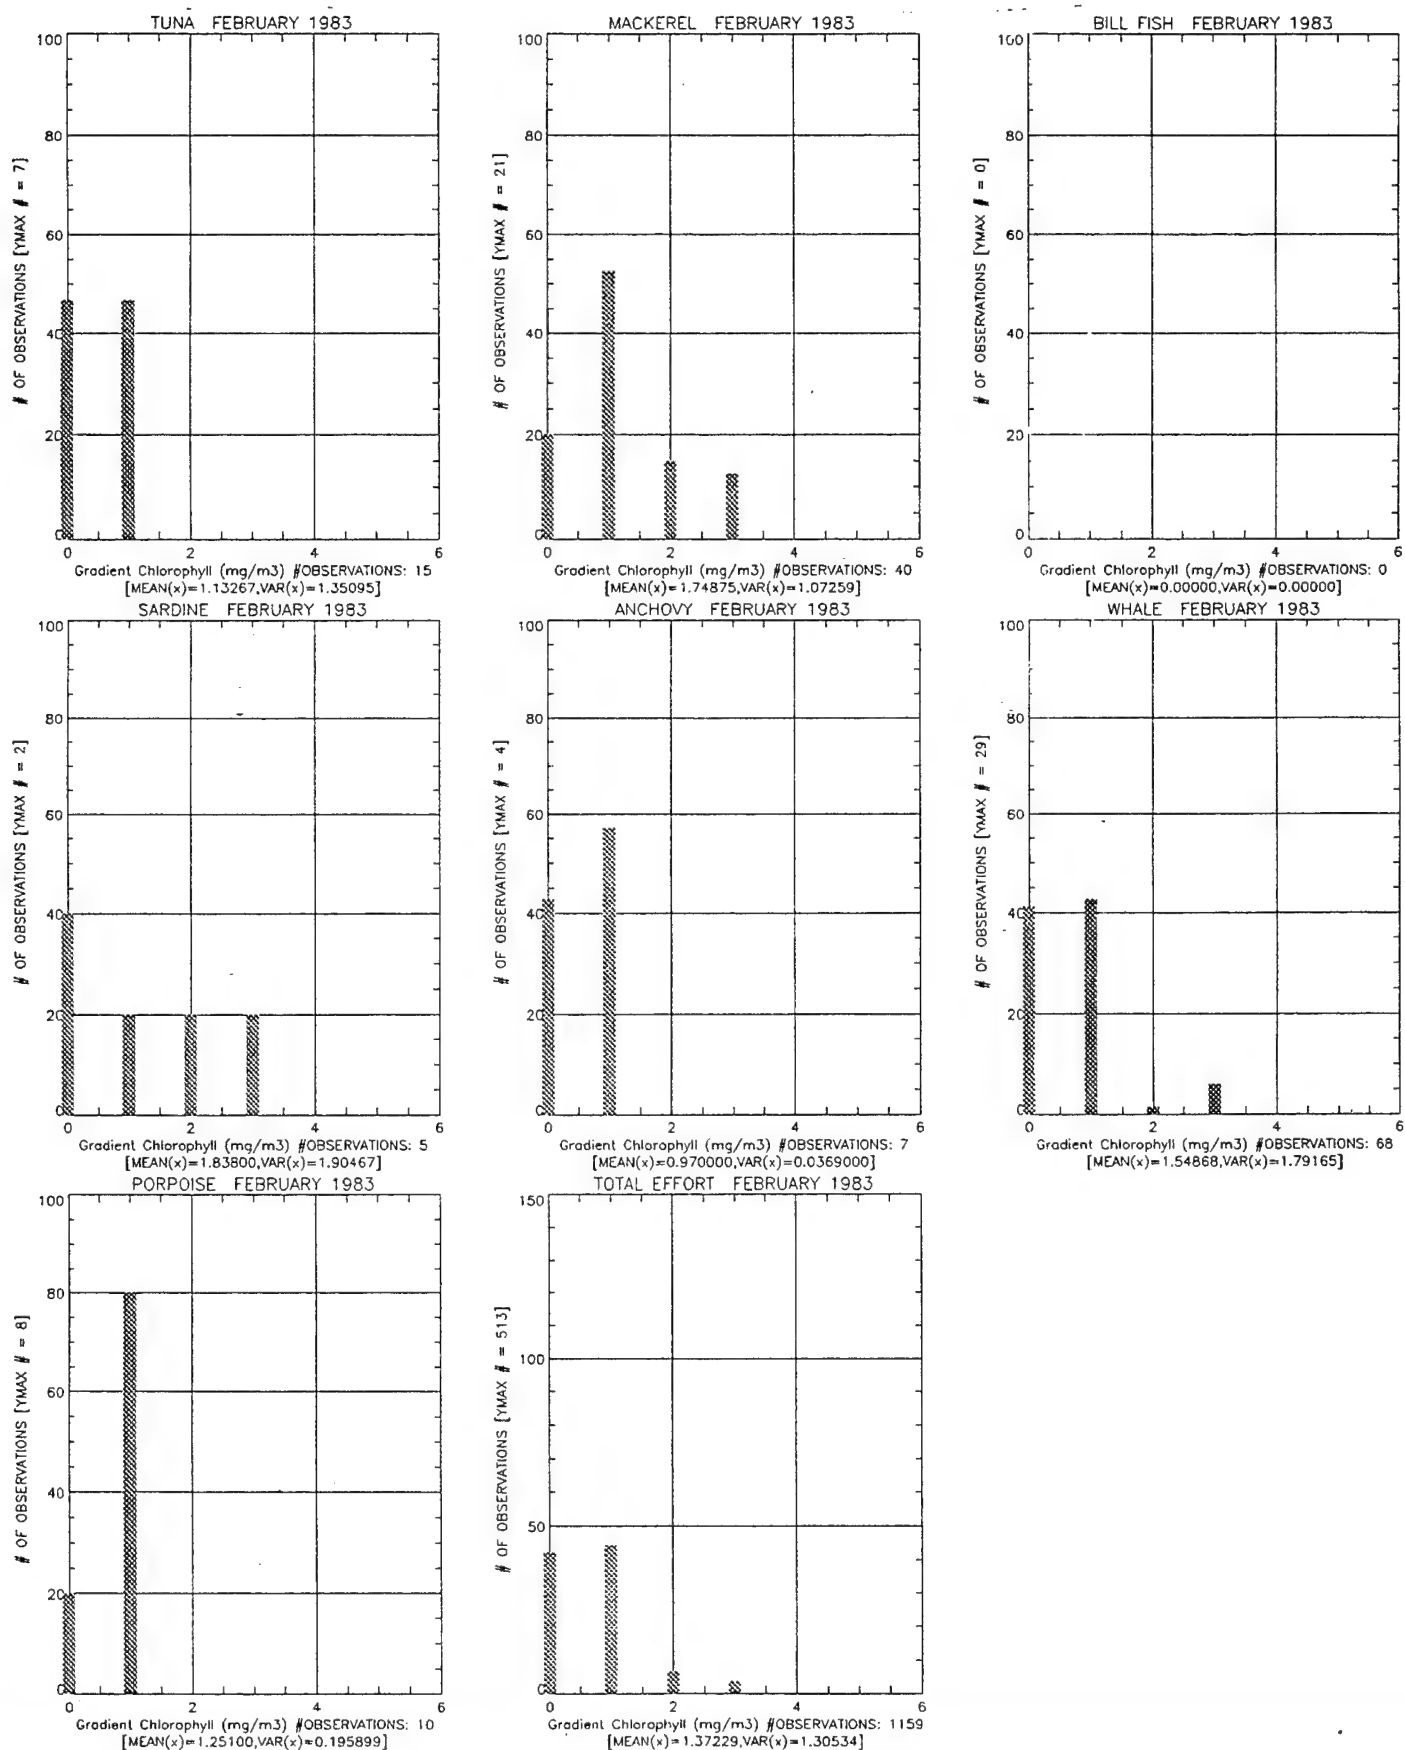 TUNA FEBRUARY 1983
100
80
60
40
20
0
0 2 4 6
# OF OBSERVATIONS [YMAX # = 7]
Gradient Chlorophyll (mg/m3) #OBSERVATIONS: 15
[MEAN(x)=1.13267,VAR(x)=1.35095]
MACKEREL FEBRUARY 1983
100
80
60
40
20
0
0 2 4 6
# OF OBSERVATIONS [YMAX # = 21]
Gradient Chlorophyll (mg/m3) #OBSERVATIONS: 40
[MEAN(x)=1.74875,VAR(x)=1.07259]
BILL FISH FEBRUARY 1983
100
80
60
40
20
0
0 2 4 6
# OF OBSERVATIONS [YMAX # = 0]
Gradient Chlorophyll (mg/m3) #OBSERVATIONS: 0
[MEAN(x)=0.00000,VAR(x)=0.00000]
SARDINE FEBRUARY 1983
100
80
60
40
20
0
0 2 4 6
# OF OBSERVATIONS [YMAX # = 2]
Gradient Chlorophyll (mg/m3) #OBSERVATIONS: 5
[MEAN(x)=1.83800,VAR(x)=1.90467]
ANCHOVY FEBRUARY 1983
100
80
60
40
20
0
0 2 4 6
# OF OBSERVATIONS [YMAX # = 4]
Gradient Chlorophyll (mg/m3) #OBSERVATIONS: 7
[MEAN(x)=0.970000,VAR(x)=0.0369000]
WHALE FEBRUARY 1983
100
80
60
40
20
0
0 2 4 6
# OF OBSERVATIONS [YMAX # = 29]
Gradient Chlorophyll (mg/m3) #OBSERVATIONS: 68
[MEAN(x)=1.54868,VAR(x)=1.79165]
PORPOISE FEBRUARY 1983
100
80
60
40
20
0
0 2 4 6
# OF OBSERVATIONS [YMAX # = 8]
Gradient Chlorophyll (mg/m3) #OBSERVATIONS: 10
[MEAN(x)=1.25100,VAR(x)=0.195899]
TOTAL EFFORT FEBRUARY 1983
150
100
50
0
0 2 4 6
# OF OBSERVATIONS [YMAX # = 513]
Gradient Chlorophyll (mg/m3) #OBSERVATIONS: 1159
[MEAN(x)=1.37229,VAR(x)=1.30534]